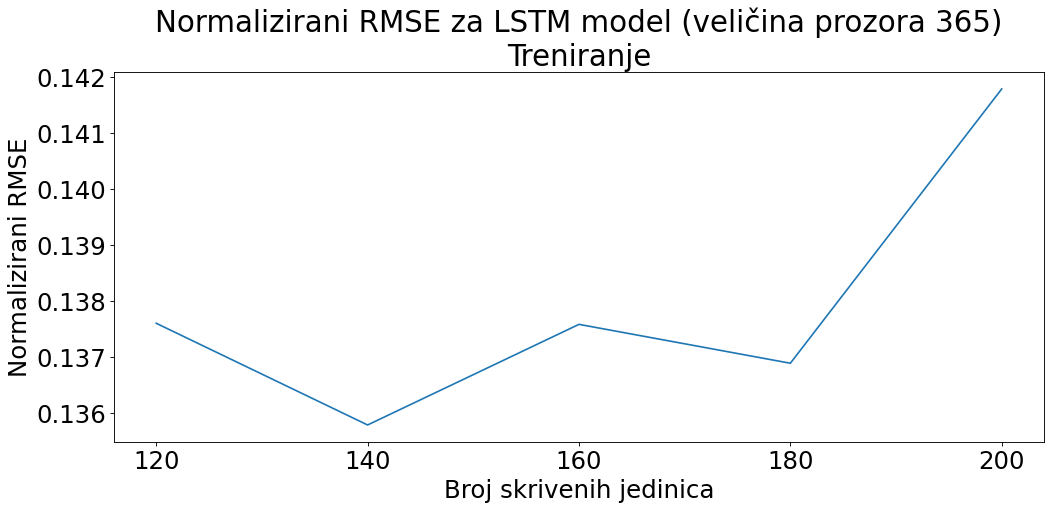 Normalizirani RMSE za LSTM model (veličina prozora 365)
Treniranje
Normalizirani RMSE
0.142
0.141
0.140
0.139
0.138
0.137
0.136
120 140 160 180 200
Broj skrivenih jedinica